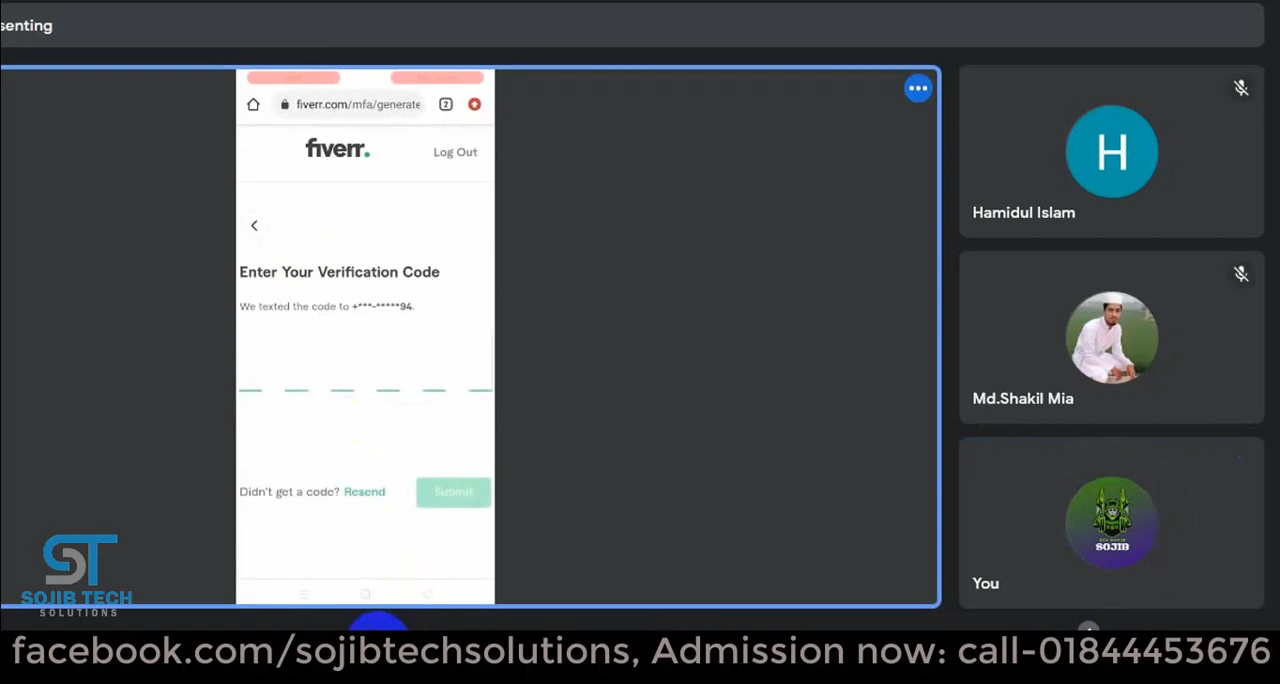 senting
fiverr.com/mfa/generate
2
fiverr.
Log Out
Enter Your Verification Code
We texted the code to +***-*****94.
Didn't get a code? Resend
Submit
H
Hamidul Islam
Md.Shakil Mia
SOJIB
You
ST
SOJIB TECH
SOLUTIONS
facebook.com/sojibtechsolutions, Admission now: call-01844453676